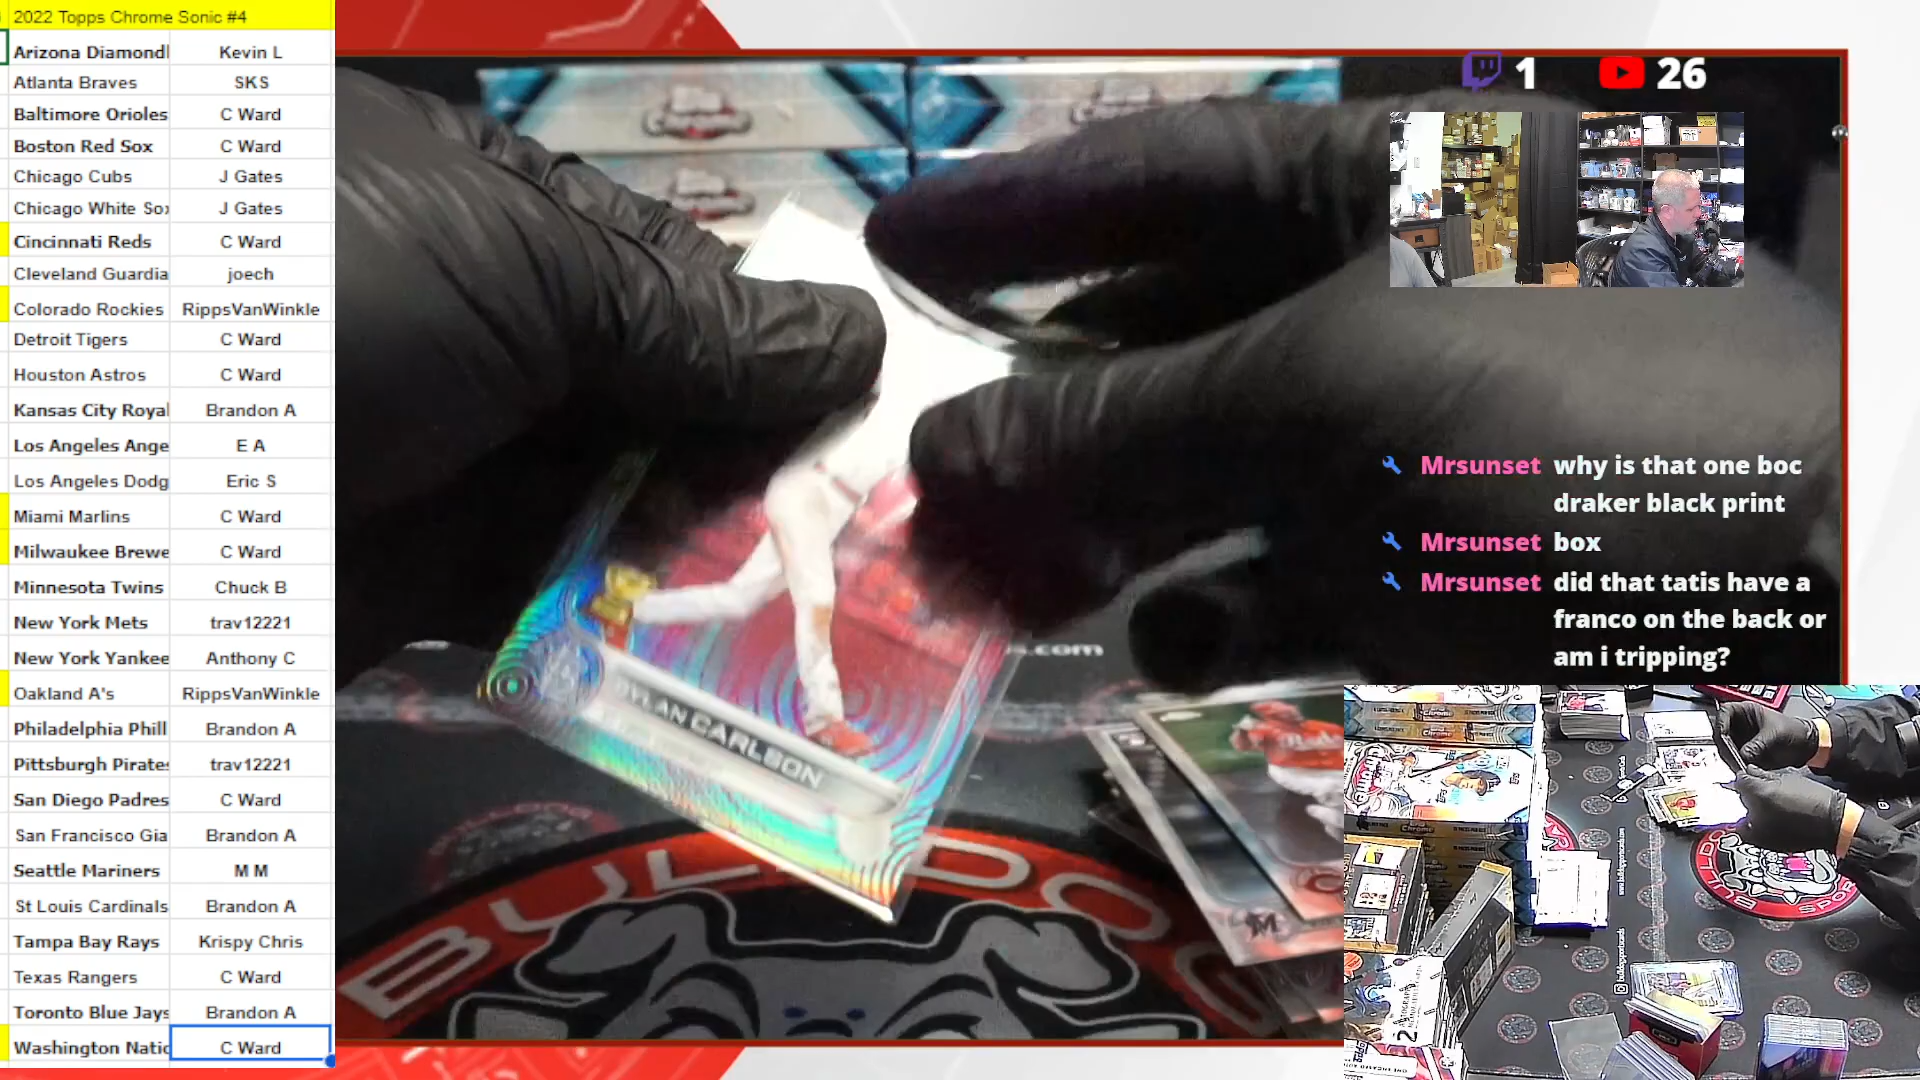 2022 Topps Chrome Sonic #4
Arizona Diamondl Kevin L
Atlanta Braves SKS
Baltimore Orioles C Ward
Boston Red Sox C Ward
Chicago Cubs J Gates
Chicago White Sox J Gates
Cincinnati Reds C Ward
Cleveland Guardia joech
Colorado Rockies RippsVanWinkle
Detroit Tigers C Ward
Houston Astros C Ward
Kansas City Royal Brandon A
Los Angeles Ange E A
Los Angeles Dodg Eric S
Miami Marlins C Ward
Milwaukee Brewe C Ward
Minnesota Twins Chuck B
New York Mets trav12221
New York Yankee Anthony C
Oakland A's RippsVanWinkle
Philadelphia Phill Brandon A
Pittsburgh Pirates trav12221
San Diego Padres C Ward
San Francisco Gia Brandon A
Seattle Mariners M M
St Louis Cardinals Brandon A
Tampa Bay Rays Krispy Chris
Texas Rangers C Ward
Toronto Blue Jays Brandon A
Washington Natic C Ward
1 26
Mrsunset why is that one boc
draker black print
Mrsunset box
Mrsunset did that tatis have a
franco on the back or
am i tripping?
Chrome
s.com
DYLAN CARLSON
BULLDOG